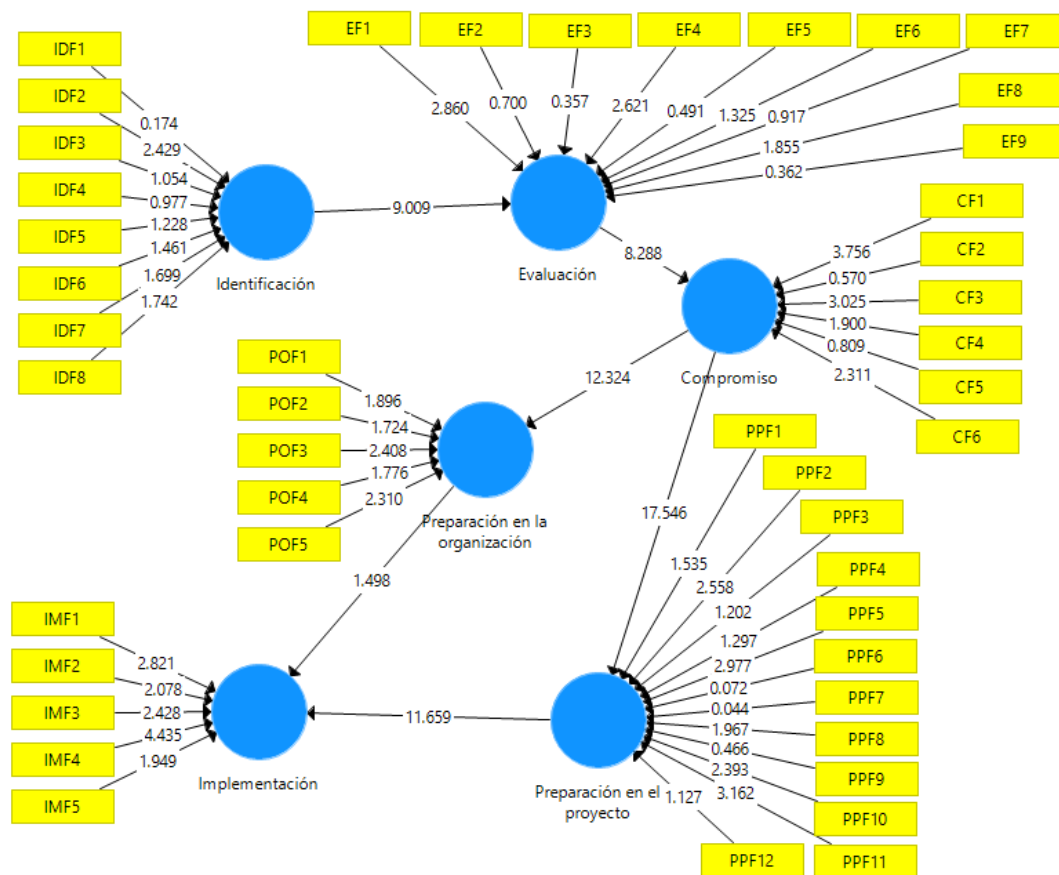 EF1
EF2
EF3
EF4
EF5
EF6
EF7
EF8
EF9
2.860
0.700
0.357
2.621
0.491
1.325
0.917
1.855
0.362
IDF1
IDF2
IDF3
IDF4
IDF5
IDF6
IDF7
IDF8
0.174
2.429
1.054
0.977
1.228
1.461
1.699
1.742
Identificación
9.009
Evaluación
8.288
CF1
CF2
CF3
CF4
CF5
CF6
3.756
0.570
3.025
1.900
0.809
2.311
Compromiso
12.324
17.546
POF1
POF2
POF3
POF4
POF5
1.896
1.724
2.408
1.776
2.310
Preparación en la
organización
1.498
PPF1
PPF2
PPF3
PPF4
PPF5
PPF6
PPF7
PPF8
PPF9
PPF10
PPF11
PPF12
1.535
2.558
1.202
1.297
2.977
0.072
0.044
1.967
0.466
2.393
3.162
1.127
Preparación en el
proyecto
11.659
IMF1
IMF2
IMF3
IMF4
IMF5
2.821
2.078
2.428
4.435
1.949
Implementación